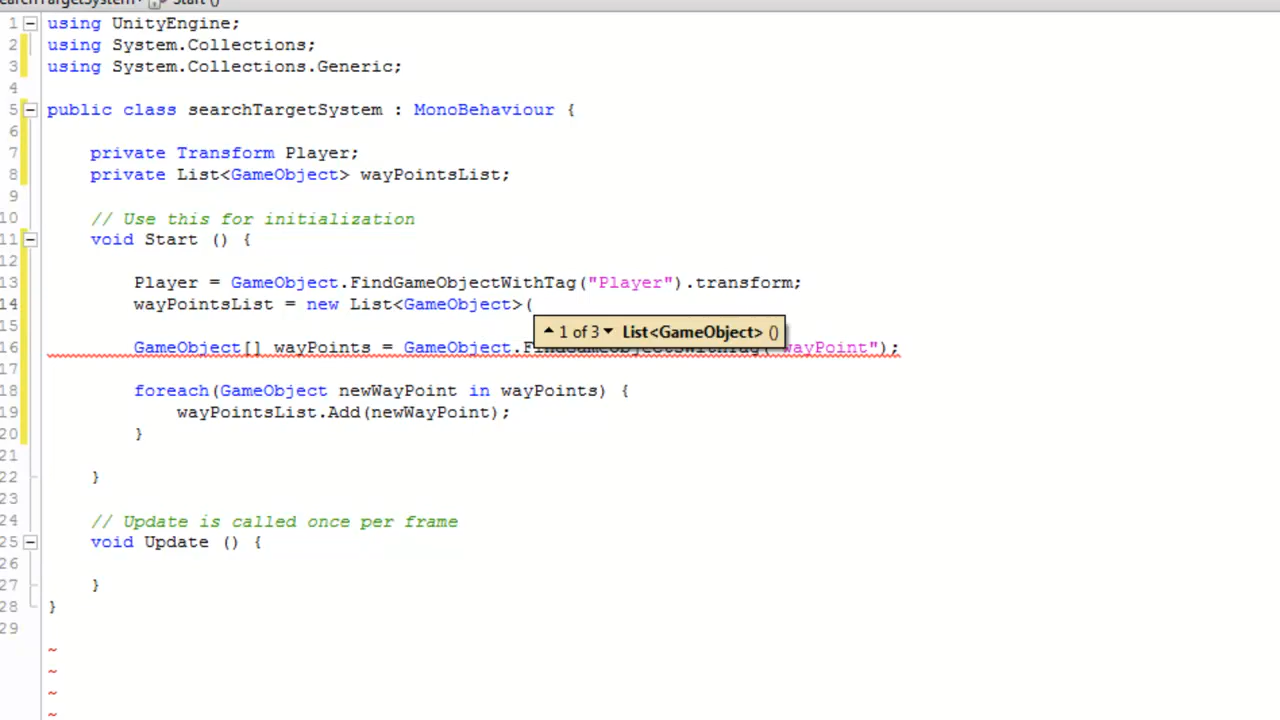 Start ()
1 using UnityEngine;
2 using System.Collections;
3 using System.Collections.Generic;
4
5 public class searchTargetSystem : MonoBehaviour {
6
7 private Transform Player;
8 private List<GameObject> wayPointsList;
9
10 // Use this for initialization
11 void Start () {
12
13 Player = GameObject.FindGameObjectWithTag("Player").transform;
14 wayPointsList = new List<GameObject>(
15
1 of 3 List<GameObject> ()
16 GameObject[] wayPoints = GameObject.FindGameObjectsWithTag("wayPoint");
17
18 foreach(GameObject newWayPoint in wayPoints) {
19 wayPointsList.Add(newWayPoint);
20 }
21
22 }
23
24 // Update is called once per frame
25 void Update () {
26
27 }
28 }
29
~
~
~
~